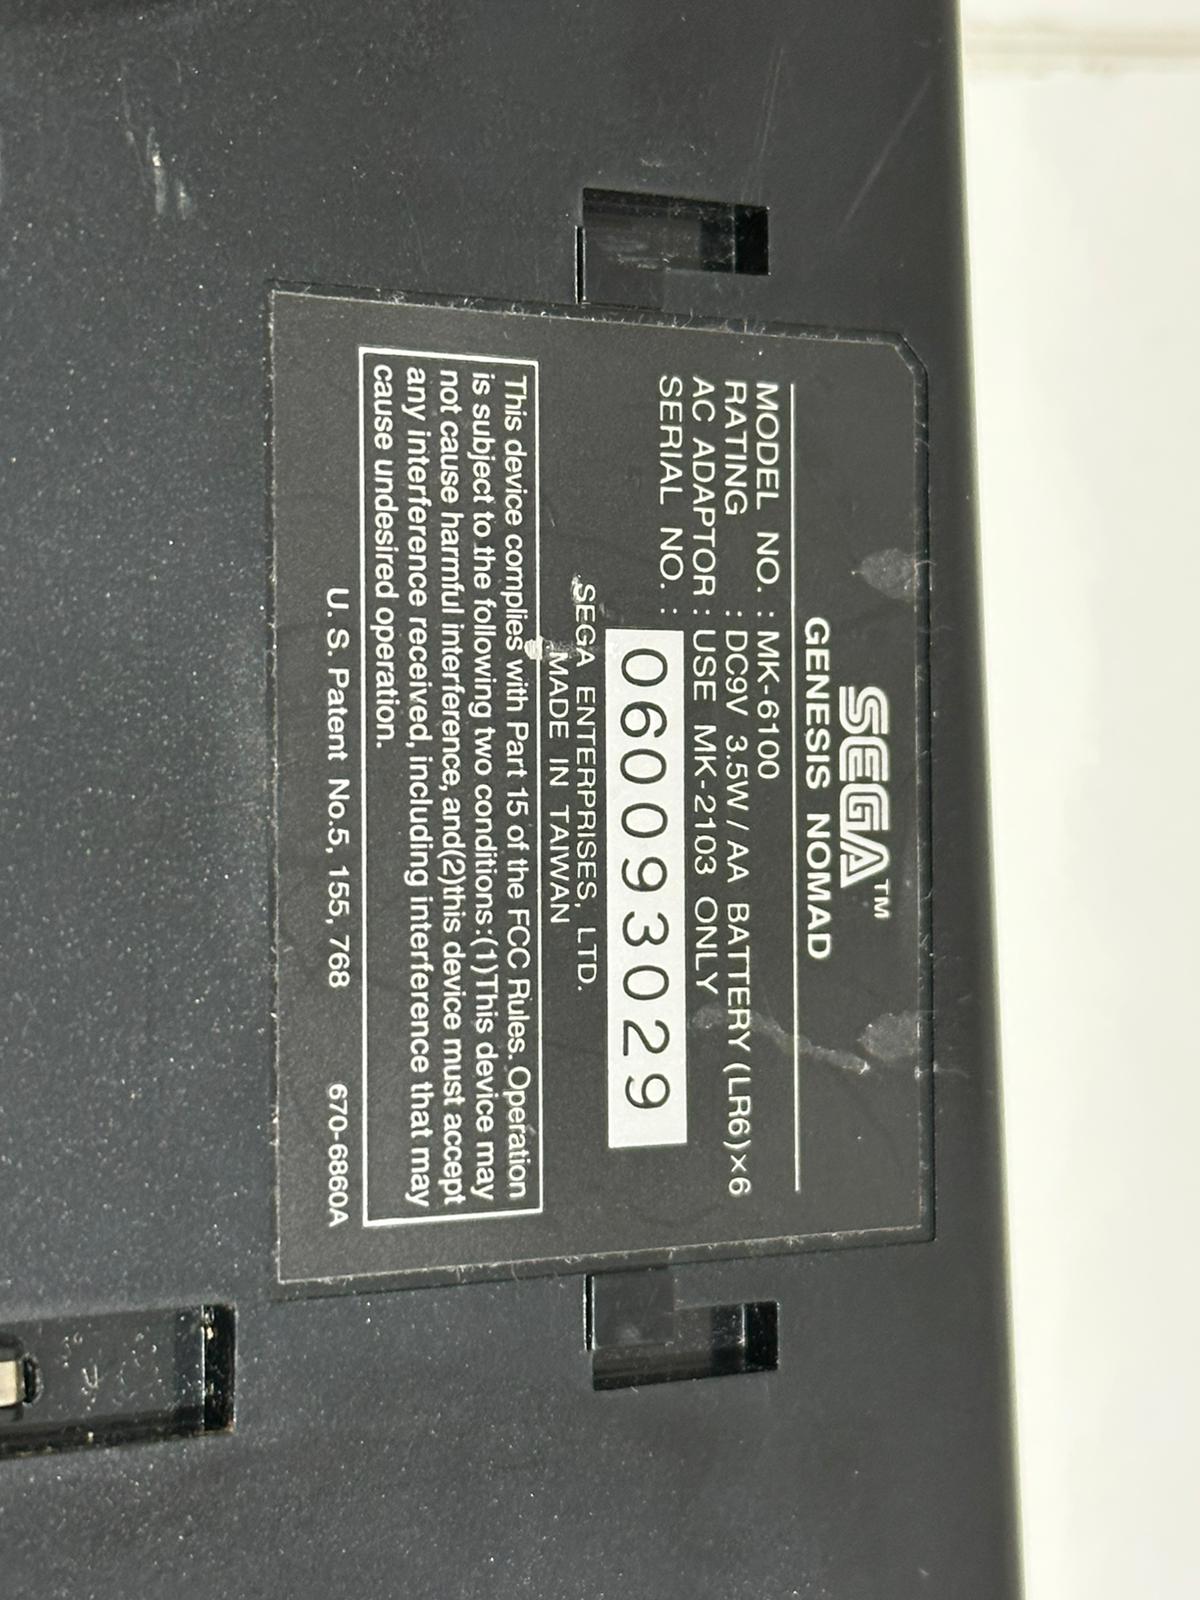 SEGA™
GENESIS NOMAD
MODEL NO. : MK-6100
RATING : DC9V 3.5W / AA BATTERY (LR6)×6
AC ADAPTOR : USE MK-2103 ONLY
SERIAL NO. : 060093029
SEGA ENTERPRISES, LTD.
MADE IN TAIWAN
This device complies with Part 15 of the FCC Rules. Operation
is subject to the following two conditions:(1)This device may
not cause harmful interference, and(2)this device must accept
any interference received, including interference that may
cause undesired operation.
U. S. Patent No.5, 155, 768 670-6860A